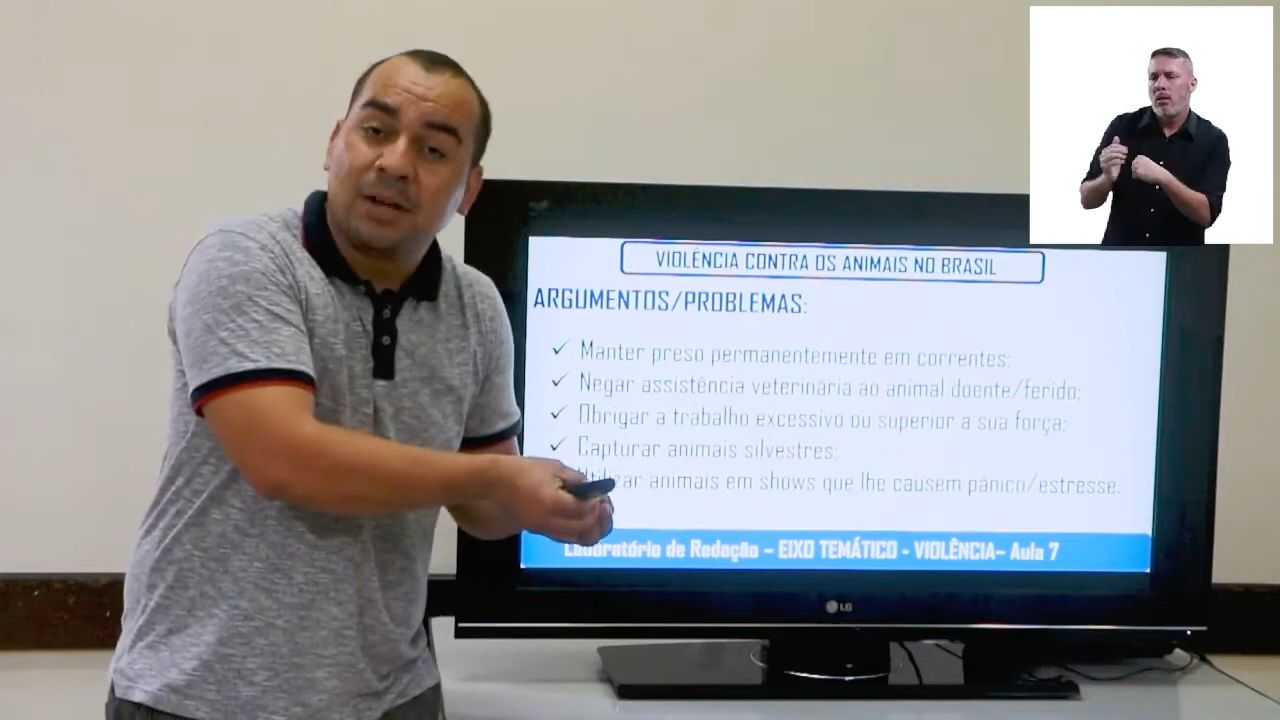 VIOLÊNCIA CONTRA OS ANIMAIS NO BRASIL
ARGUMENTOS/PROBLEMAS:
✓ Manter preso permanentemente em correntes;
✓ Negar assistência veterinária ao animal doente/ferido;
✓ Obrigar a trabalho excessivo ou superior a sua força;
✓ Capturar animais silvestres;
Utilizar animais em shows que lhe causem pânico/estresse.
Laboratório de Redação – EIXO TEMÁTICO - VIOLÊNCIA– Aula 7
LG